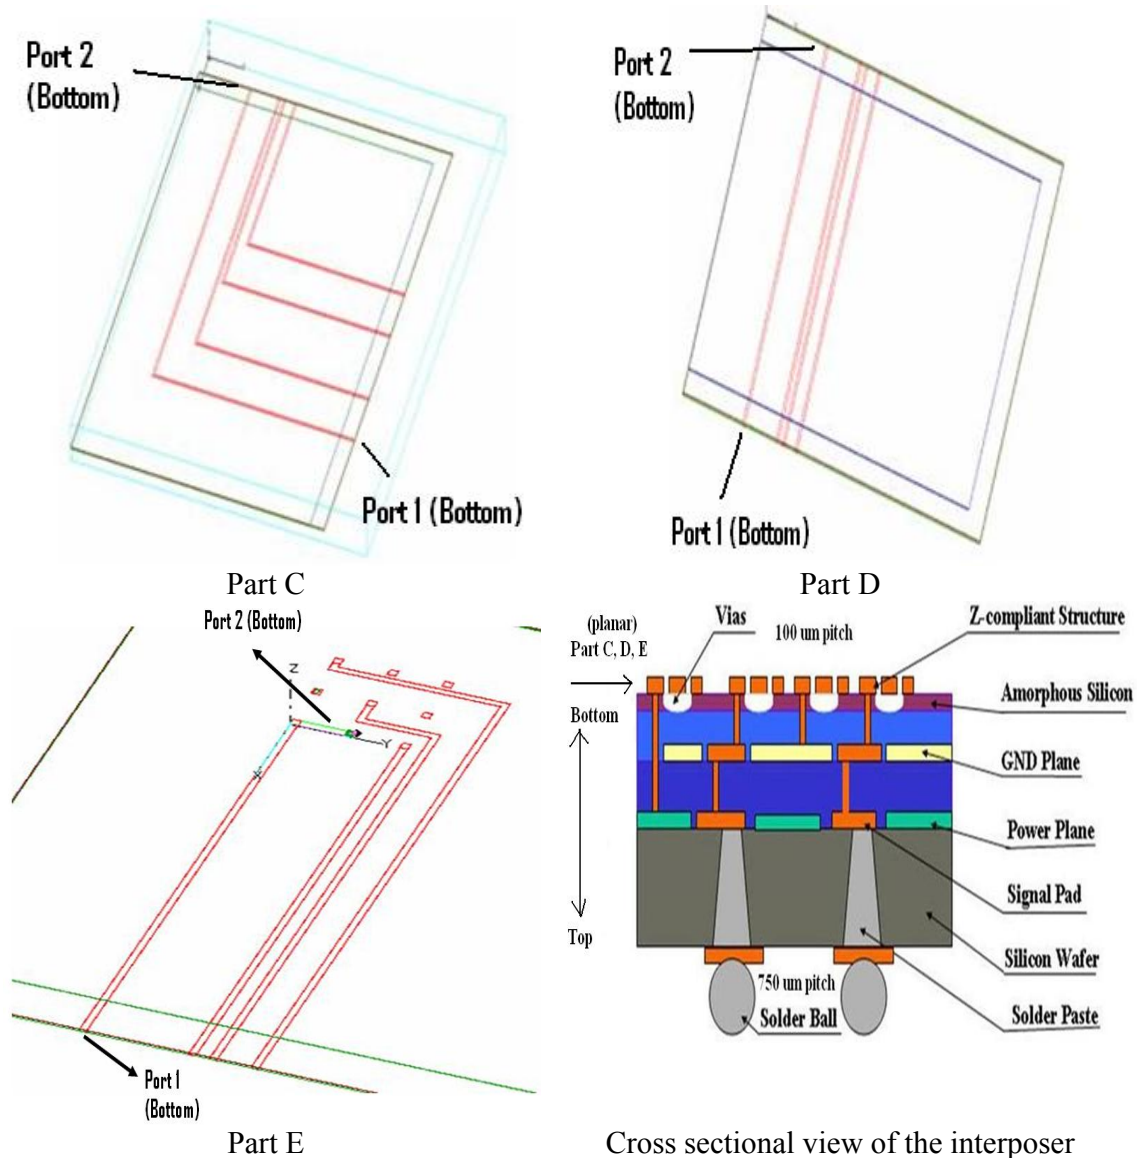 Port 2
(Bottom)
Port 1 (Bottom)
Part C
Port 2
(Bottom)
Port 1 (Bottom)
Part D
Port 2 (Bottom)
Z
Y
X
Port 1
(Bottom)
Part E
(planar)
Part C, D, E
Bottom
Top
Vias
100 um pitch
Z-compliant Structure
Amorphous Silicon
GND Plane
Power Plane
Signal Pad
Silicon Wafer
Solder Paste
750 um pitch
Solder Ball
Cross sectional view of the interposer